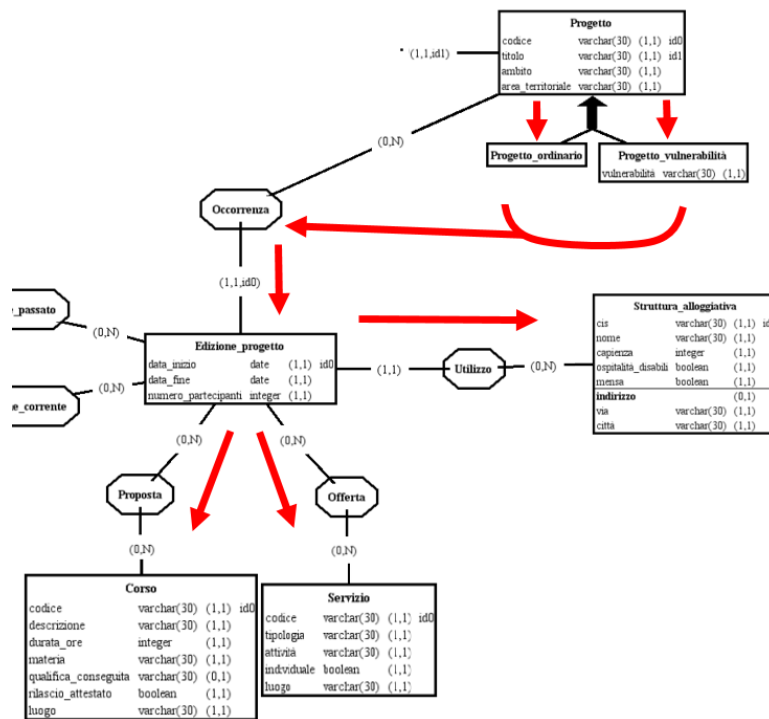 Progetto
codice varchar(30) (1,1) id0
titolo varchar(30) (1,1) id1
ambito varchar(30) (1,1)
area_territoriale varchar(30) (1,1)
(1,1,id1)
(0,N)
Progetto_ordinario
Progetto_vulnerabilità
vulnerabilità varchar(30) (1,1)
Occorrenza
(1,1,id0)
e_passato
(0,N)
Edizione_progetto
data_inizio date (1,1) id0
data_fine date (1,1)
numero_partecipanti integer (1,1)
(1,1)
Utilizzo
(0,N)
Struttura_alloggiativa
cis varchar(30) (1,1) id
nome varchar(30) (1,1)
capienza integer (1,1)
ospitalità_disabili boolean (1,1)
mensa boolean (1,1)
indirizzo (0,1)
via varchar(30) (1,1)
città varchar(30) (1,1)
(0,N)
e_corrente
(0,N)
(0,N)
Proposta
Offerta
(0,N)
(0,N)
Corso
codice varchar(30) (1,1) id0
descrizione varchar(30) (1,1)
durata_ore integer (1,1)
materia varchar(30) (1,1)
qualifica_conseguita varchar(30) (0,1)
rilascio_attestato boolean (1,1)
luogo varchar(30) (1,1)
Servizio
codice varchar(30) (1,1) id0
tipologia varchar(30) (1,1)
attività varchar(30) (1,1)
individuale boolean (1,1)
luogo varchar(30) (1,1)